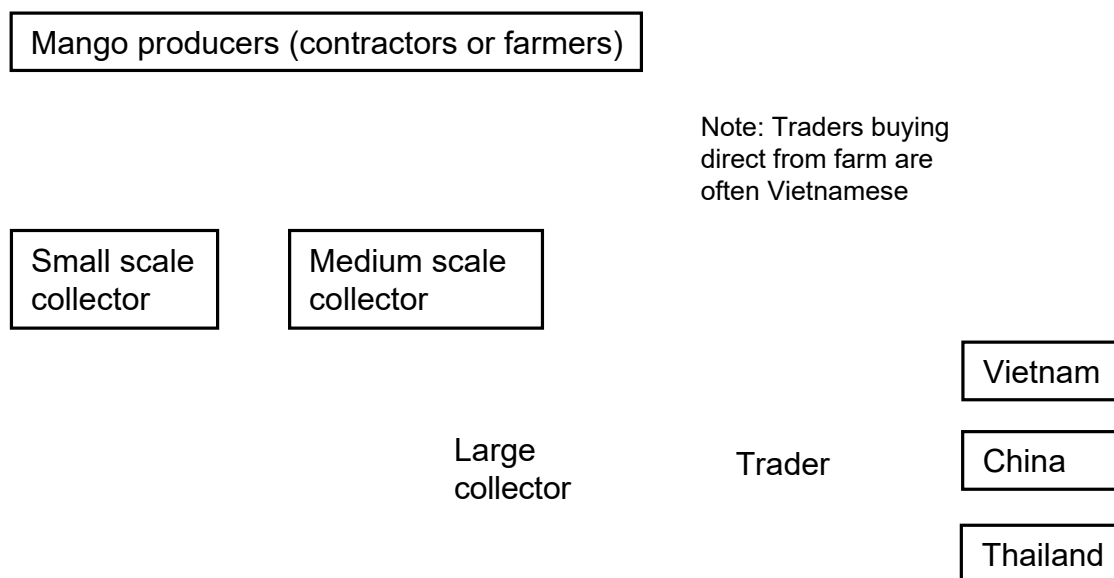 Mango producers (contractors or farmers)
Note: Traders buying
direct from farm are
often Vietnamese
Small scale
collector
Medium scale
collector
Vietnam
Large
collector
Trader
China
Thailand